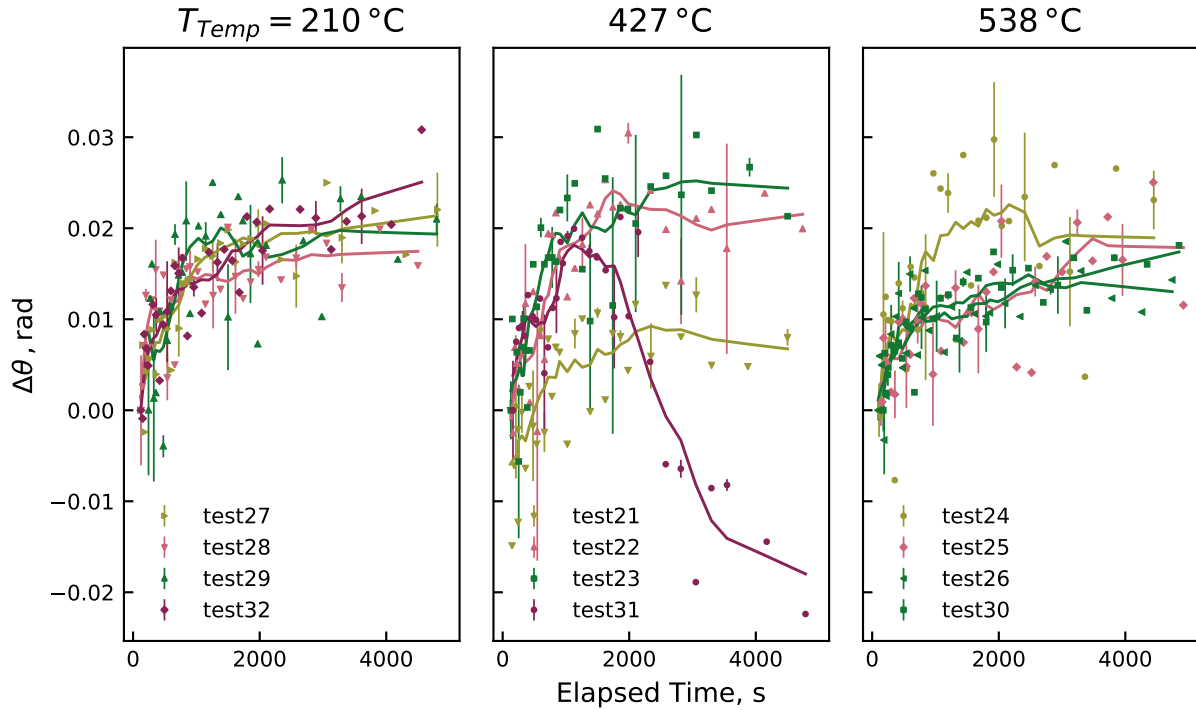 T_Temp = 210 °C
427 °C
538 °C
0.03
0.02
0.01
0.00
−0.01
−0.02
Δθ, rad
test27
test28
test29
test32
test21
test22
test23
test31
test24
test25
test26
test30
0 2000 4000
0 2000 4000
0 2000 4000
Elapsed Time, s